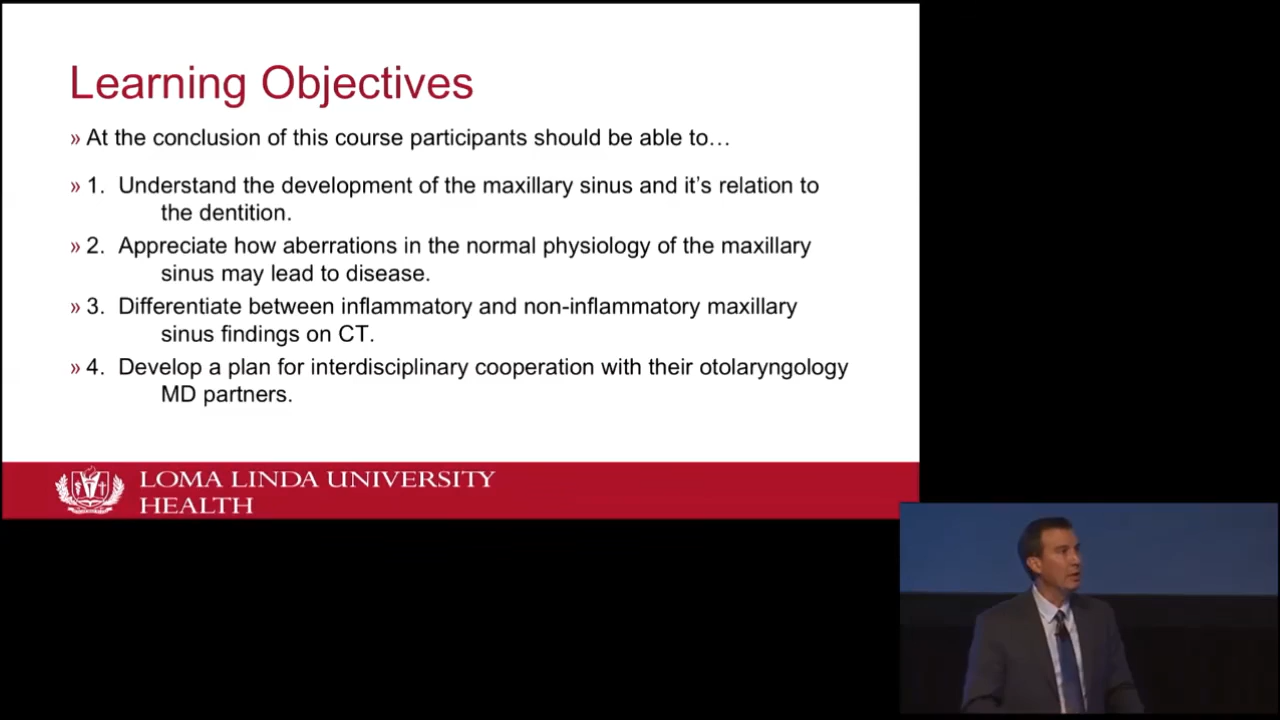 Learning Objectives
» At the conclusion of this course participants should be able to…
» 1. Understand the development of the maxillary sinus and it's relation to
the dentition.
» 2. Appreciate how aberrations in the normal physiology of the maxillary
sinus may lead to disease.
» 3. Differentiate between inflammatory and non-inflammatory maxillary
sinus findings on CT.
» 4. Develop a plan for interdisciplinary cooperation with their otolaryngology
MD partners.
LOMA LINDA UNIVERSITY
HEALTH